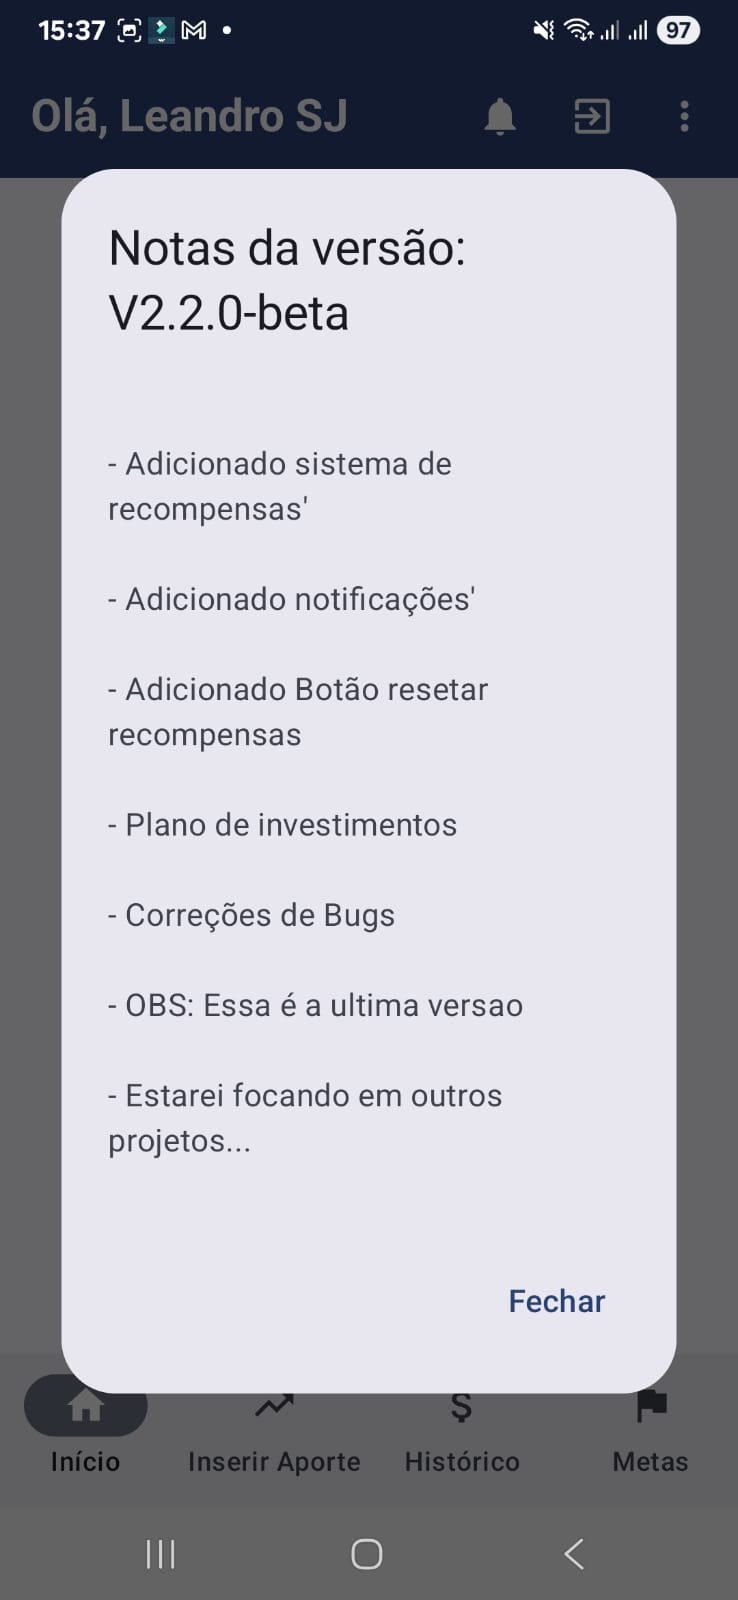 15:37
97
Olá, Leandro SJ
Notas da versão:
V2.2.0-beta
- Adicionado sistema de
recompensas'
- Adicionado notificações'
- Adicionado Botão resetar
recompensas
- Plano de investimentos
- Correções de Bugs
- OBS: Essa é a ultima versao
- Estarei focando em outros
projetos...
Fechar
Início Inserir Aporte Histórico Metas